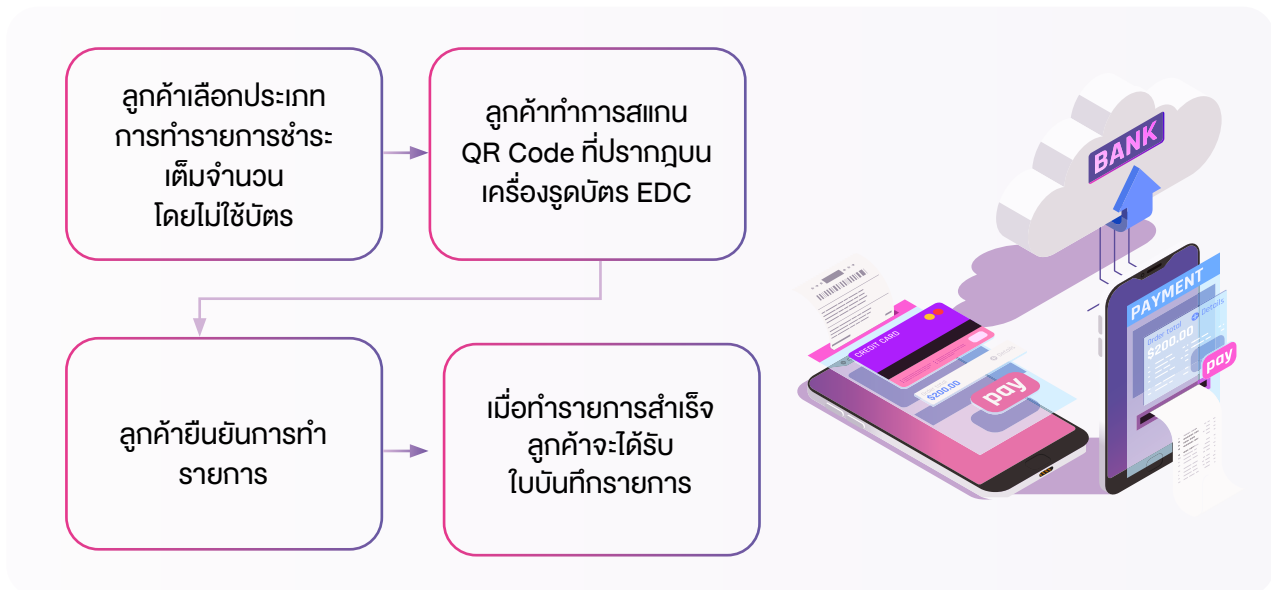 ลูกค้าเลือกประเภท
การทำรายการชำระ
เต็มจำนวน
โดยไม่ใช้บัตร
ลูกค้าทำการสแกน
QR Code ที่ปรากฎบน
เครื่องรูดบัตร EDC
ลูกค้ายืนยันการทำ
รายการ
เมื่อทำรายการสำเร็จ
ลูกค้าจะได้รับ
ใบบันทึกรายการ
BANK
PAYMENT
Order total
Details
$200.00
pay
CREDIT CARD
$200.00
pay